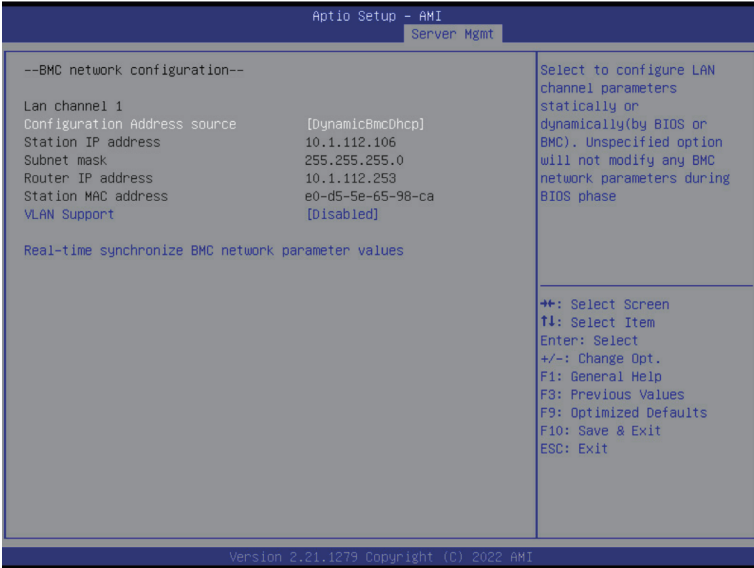 Aptio Setup - AMI
Server Mgmt
--BMC network configuration--
Lan channel 1
Configuration Address source [DynamicBmcDhcp]
Station IP address 10.1.112.106
Subnet mask 255.255.255.0
Router IP address 10.1.112.253
Station MAC address e0-d5-5e-65-98-ca
VLAN Support [Disabled]
Real-time synchronize BMC network parameter values
Select to configure LAN
channel parameters
statically or
dynamically(by BIOS or
BMC). Unspecified option
will not modify any BMC
network parameters during
BIOS phase
→←: Select Screen
↑↓: Select Item
Enter: Select
+/-: Change Opt.
F1: General Help
F3: Previous Values
F9: Optimized Defaults
F10: Save & Exit
ESC: Exit
Version 2.21.1279 Copyright (C) 2022 AMI